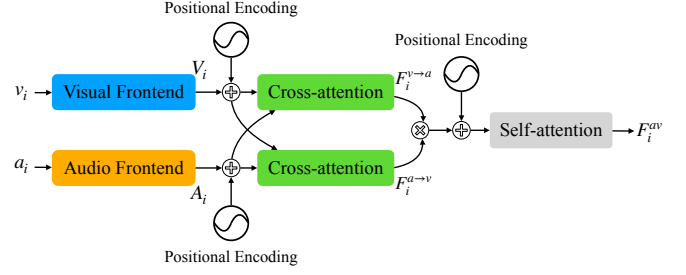 Positional Encoding
V_i
Positional Encoding
F_i^{v→a}
v_i
Visual Frontend
Cross-attention
Self-attention
F_i^{av}
a_i
Audio Frontend
Cross-attention
A_i
F_i^{a→v}
Positional Encoding